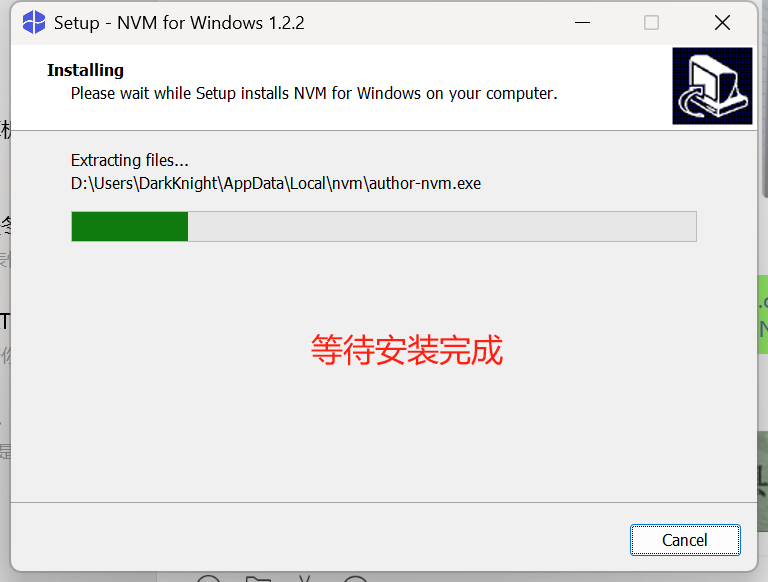 Setup - NVM for Windows 1.2.2
Installing
Please wait while Setup installs NVM for Windows on your computer.
Extracting files...
D:\Users\DarkKnight\AppData\Local\nvm\author-nvm.exe
等待安装完成
Cancel